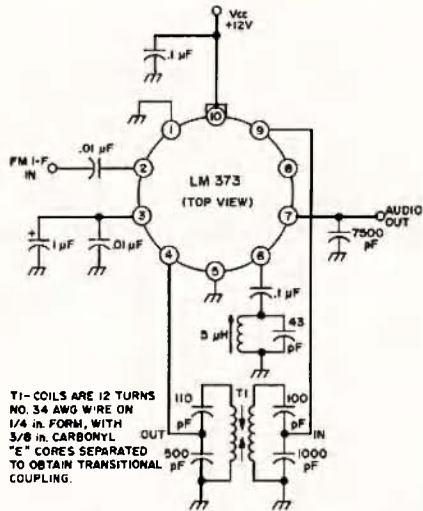 Vcc
+12V
.1 µF
10
1
9
.01 µF
FM I-F
IN
2
8
LM 373
(TOP VIEW)
3
7
AUDIO
OUT
+
1 µF
.01 µF
4
6
7500
pF
5
.1 µF
5 µH
43
pF
T1- COILS ARE 12 TURNS
NO. 34 AWG WIRE ON
1/4 in. FORM, WITH
3/8 in. CARBONYL
"E" CORES SEPARATED
TO OBTAIN TRANSITIONAL
COUPLING.
110
pF
T1
100
pF
OUT
IN
500
pF
1000
pF